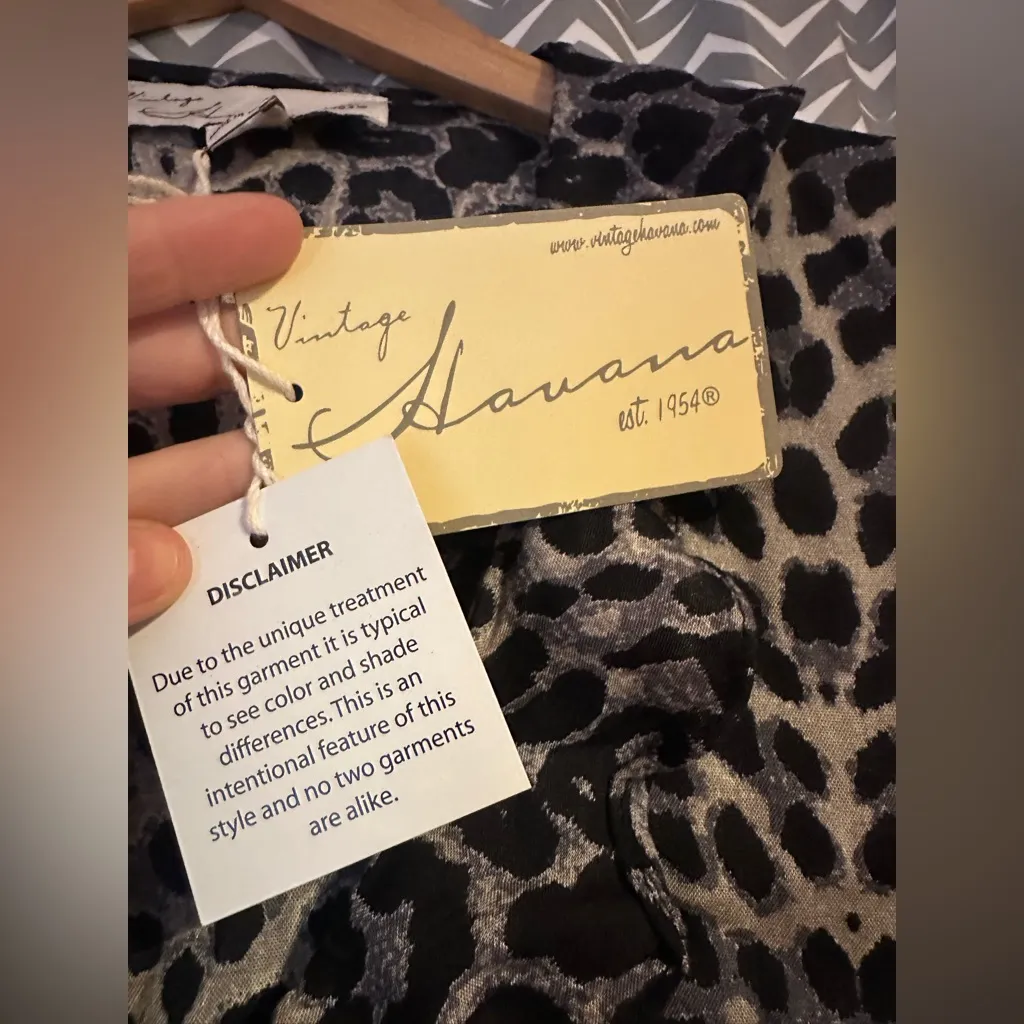 www.vintagehavana.com
Vintage
Havana
est. 1954®
DISCLAIMER
Due to the unique treatment
of this garment it is typical
to see color and shade
differences.This is an
intentional feature of this
style and no two garments
are alike.